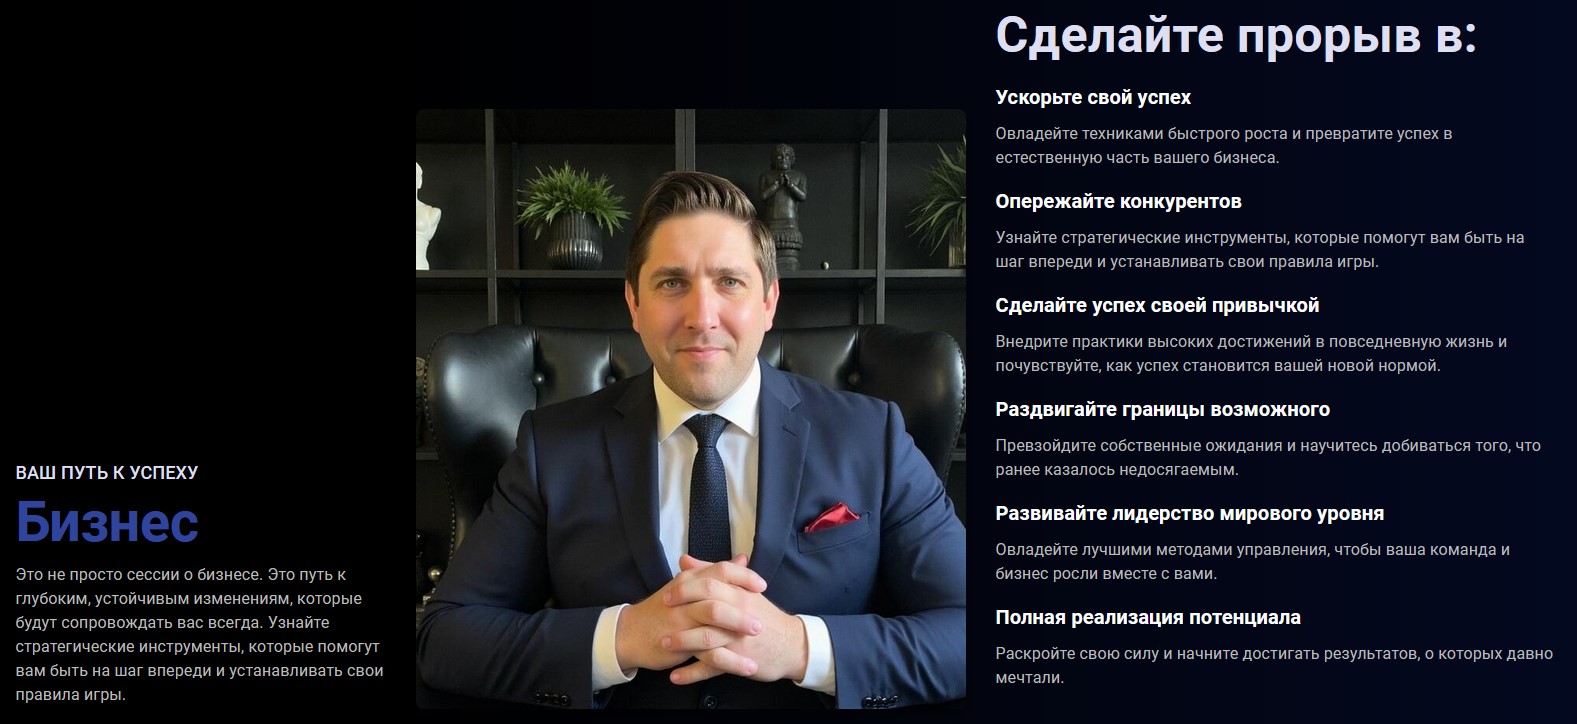 ВАШ ПУТЬ К УСПЕХУ
Бизнес
Это не просто сессии о бизнесе. Это путь к
глубоким, устойчивым изменениям, которые
будут сопровождать вас всегда. Узнайте
стратегические инструменты, которые помогут
вам быть на шаг впереди и устанавливать свои
правила игры.
Сделайте прорыв в:
Ускорьте свой успех
Овладейте техниками быстрого роста и превратите успех в
естественную часть вашего бизнеса.
Опережайте конкурентов
Узнайте стратегические инструменты, которые помогут вам быть на
шаг впереди и устанавливать свои правила игры.
Сделайте успех своей привычкой
Внедрите практики высоких достижений в повседневную жизнь и
почувствуйте, как успех становится вашей новой нормой.
Раздвигайте границы возможного
Превзойдите собственные ожидания и научитесь добиваться того, что
ранее казалось недосягаемым.
Развивайте лидерство мирового уровня
Овладейте лучшими методами управления, чтобы ваша команда и
бизнес росли вместе с вами.
Полная реализация потенциала
Раскройте свою силу и начните достигать результатов, о которых давно
мечтали.